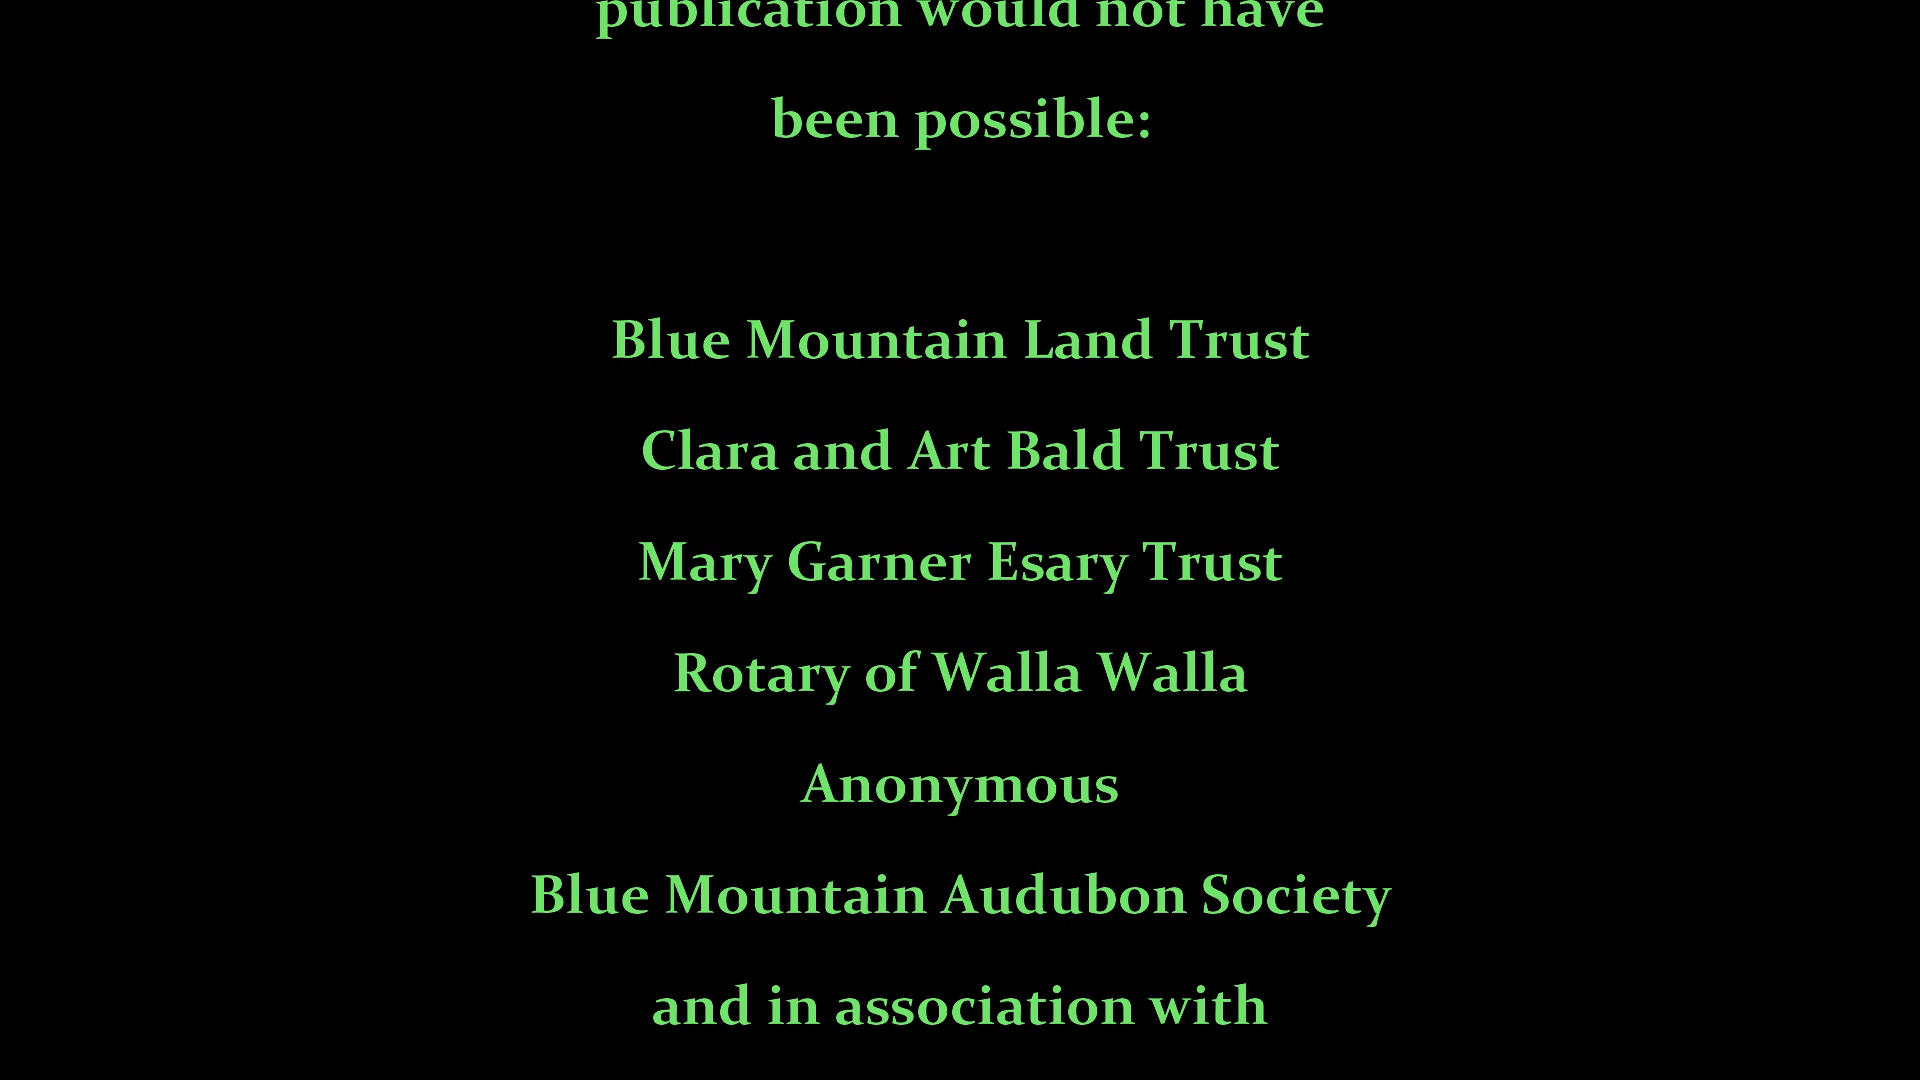 publication would not have
been possible:
Blue Mountain Land Trust
Clara and Art Bald Trust
Mary Garner Esary Trust
Rotary of Walla Walla
Anonymous
Blue Mountain Audubon Society
and in association with